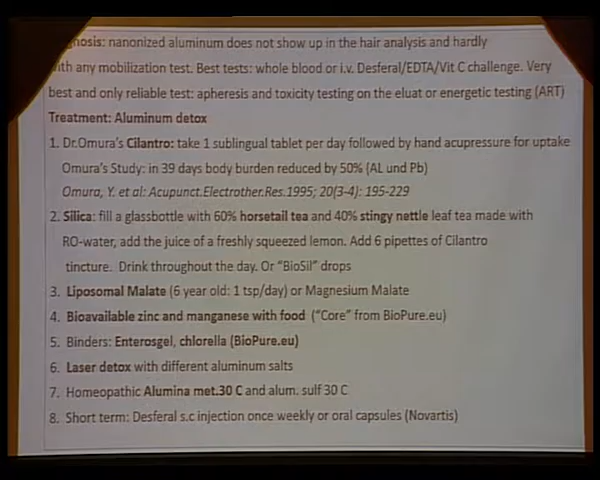 nosis: nanonized aluminum does not show up in the hair analysis and hardly
with any mobilization test. Best tests: whole blood or i.v. Desferal/EDTA/Vit C challenge. Very
best and only reliable test: apheresis and toxicity testing on the eluat or energetic testing (ART)
Treatment: Aluminum detox
1. Dr.Omura's Cilantro: take 1 sublingual tablet per day followed by hand acupressure for uptake
Omura's Study: in 39 days body burden reduced by 50% (AL und Pb)
Omura, Y. et al: Acupunct.Electrother.Res.1995; 20(3-4): 195-229
2. Silica: fill a glassbottle with 60% horsetail tea and 40% stingy nettle leaf tea made with
RO-water, add the juice of a freshly squeezed lemon. Add 6 pipettes of Cilantro
tincture. Drink throughout the day. Or "BioSil" drops
3. Liposomal Malate (6 year old: 1 tsp/day) or Magnesium Malate
4. Bioavailable zinc and manganese with food ("Core" from BioPure.eu)
5. Binders: Enterosgel, chlorella (BioPure.eu)
6. Laser detox with different aluminum salts
7. Homeopathic Alumina met.30 C and alum. sulf 30 C
8. Short term: Desferal s.c injection once weekly or oral capsules (Novartis)